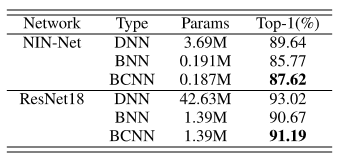 Network Type Params Top-1(%)
NIN-Net DNN 3.69M 89.64
BNN 0.191M 85.77
BCNN 0.187M 87.62
ResNet18 DNN 42.63M 93.02
BNN 1.39M 90.67
BCNN 1.39M 91.19